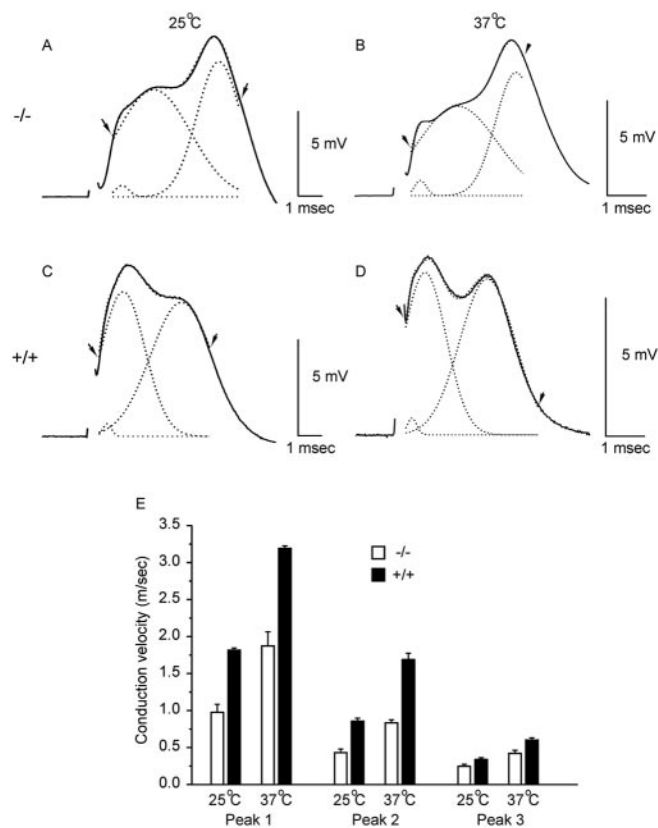 25°C
37°C
A
B
-/-
5 mV
1 msec
5 mV
1 msec
C
D
+/+
5 mV
1 msec
5 mV
1 msec
E
Conduction velocity (m/sec)
3.5
3.0
2.5
2.0
1.5
1.0
0.5
0.0
-/-
+/+
25°C 37°C 25°C 37°C 25°C 37°C
Peak 1 Peak 2 Peak 3